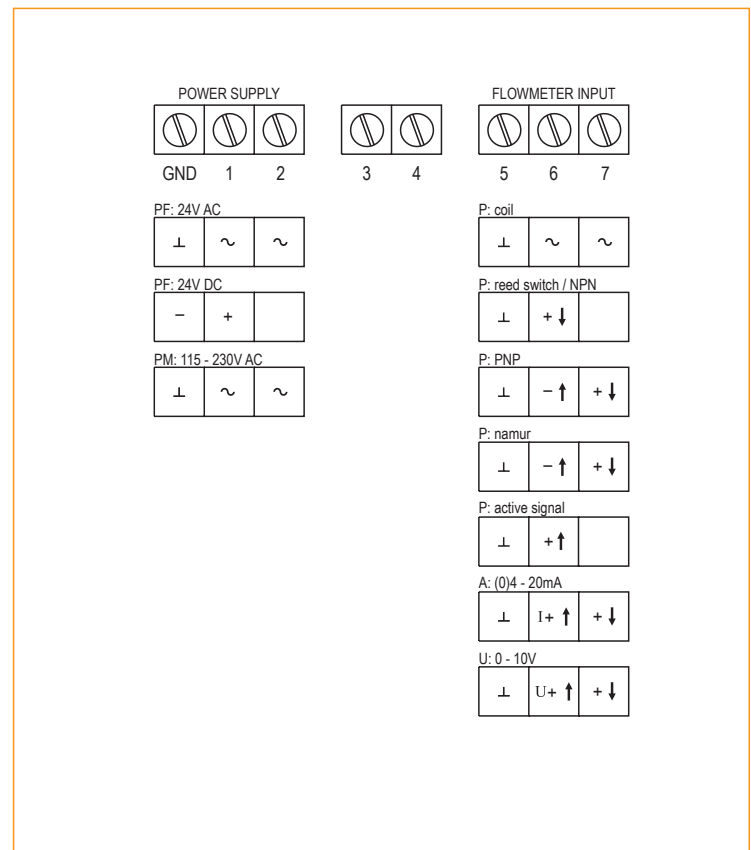 POWER SUPPLY FLOWMETER INPUT
GND 1 2 3 4 5 6 7
PF: 24V AC P: coil
⊥ ~ ~ ⊥ ~ ~
PF: 24V DC P: reed switch / NPN
− + ⊥ +↓
PM: 115 - 230V AC P: PNP
⊥ ~ ~ ⊥ −↑ +↓
P: namur
⊥ −↑ +↓
P: active signal
⊥ +↑
A: (0)4 - 20mA
⊥ I+ ↑ +↓
U: 0 - 10V
⊥ U+ ↑ +↓